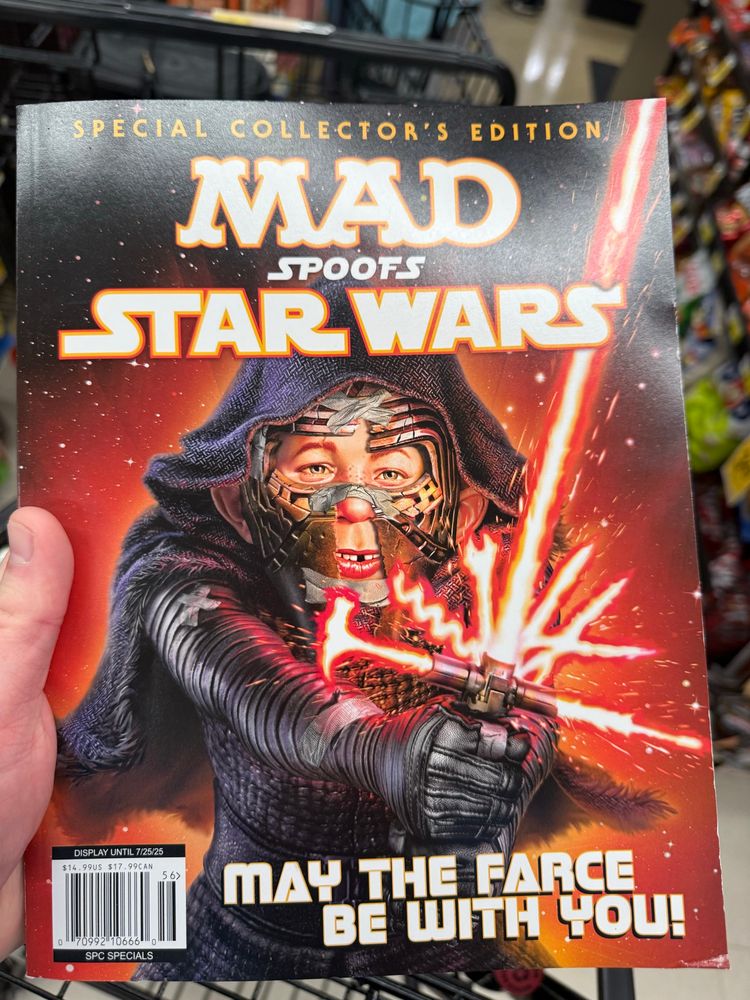 SPECIAL COLLECTOR'S EDITION
MAD
SPOOFS
STAR WARS
DISPLAY UNTIL 7/25/25
$14.99US $17.99CAN
56>
0 70992 10666 0
SPC SPECIALS
MAY THE FARCE
BE WITH YOU!